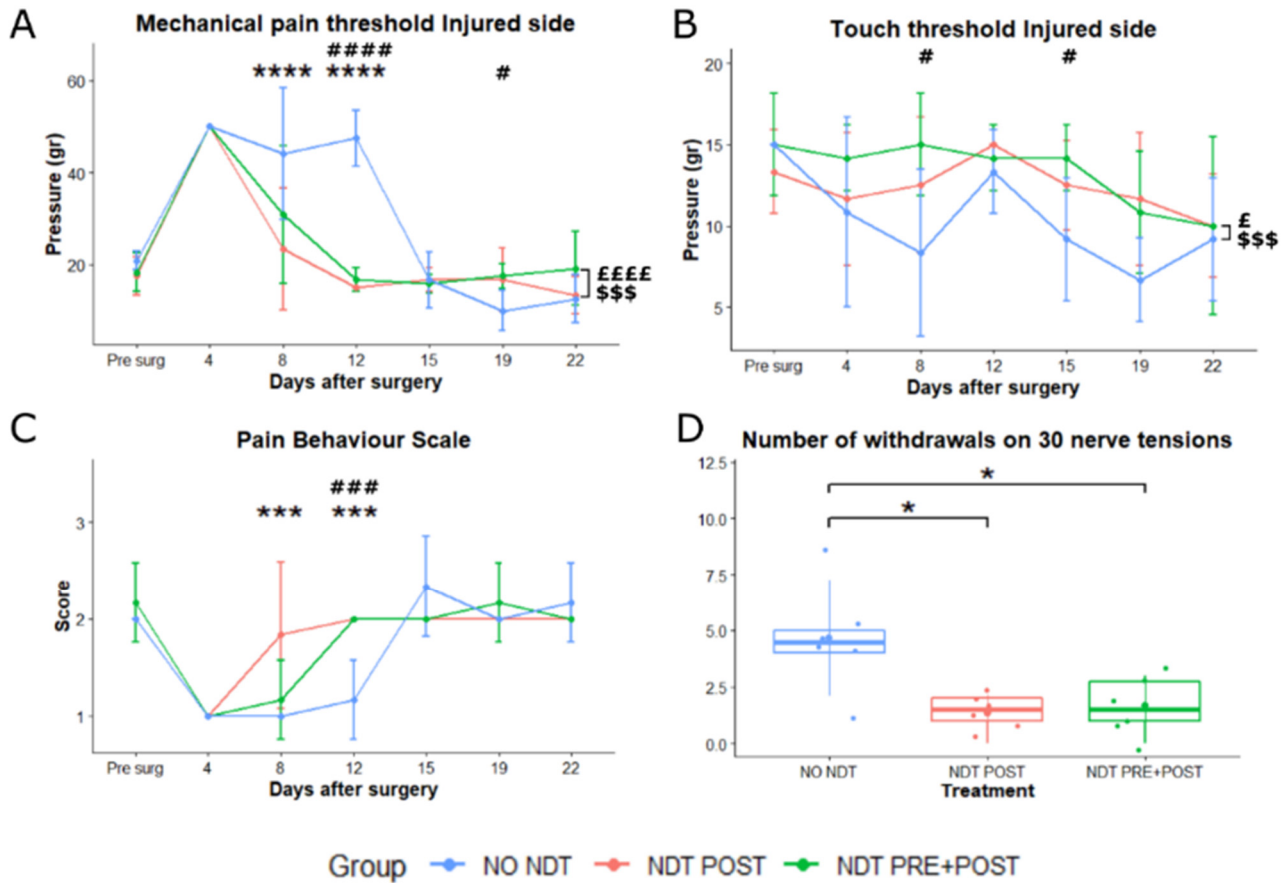 A
Mechanical pain threshold Injured side
####
**** **** #
60
40
20
Pressure (gr)
££££
$$$
Pre surg 4 8 12 15 19 22
Days after surgery
B
Touch threshold Injured side
# #
20
15
10
5
Pressure (gr)
£
$$$
Pre surg 4 8 12 15 19 22
Days after surgery
C
Pain Behaviour Scale
###
*** ***
3
2
1
Score
Pre surg 4 8 12 15 19 22
Days after surgery
D
Number of withdrawals on 30 nerve tensions
12.5
10.0
7.5
5.0
2.5
0.0
*
*
NO NDT NDT POST NDT PRE+POST
Treatment
Group NO NDT NDT POST NDT PRE+POST